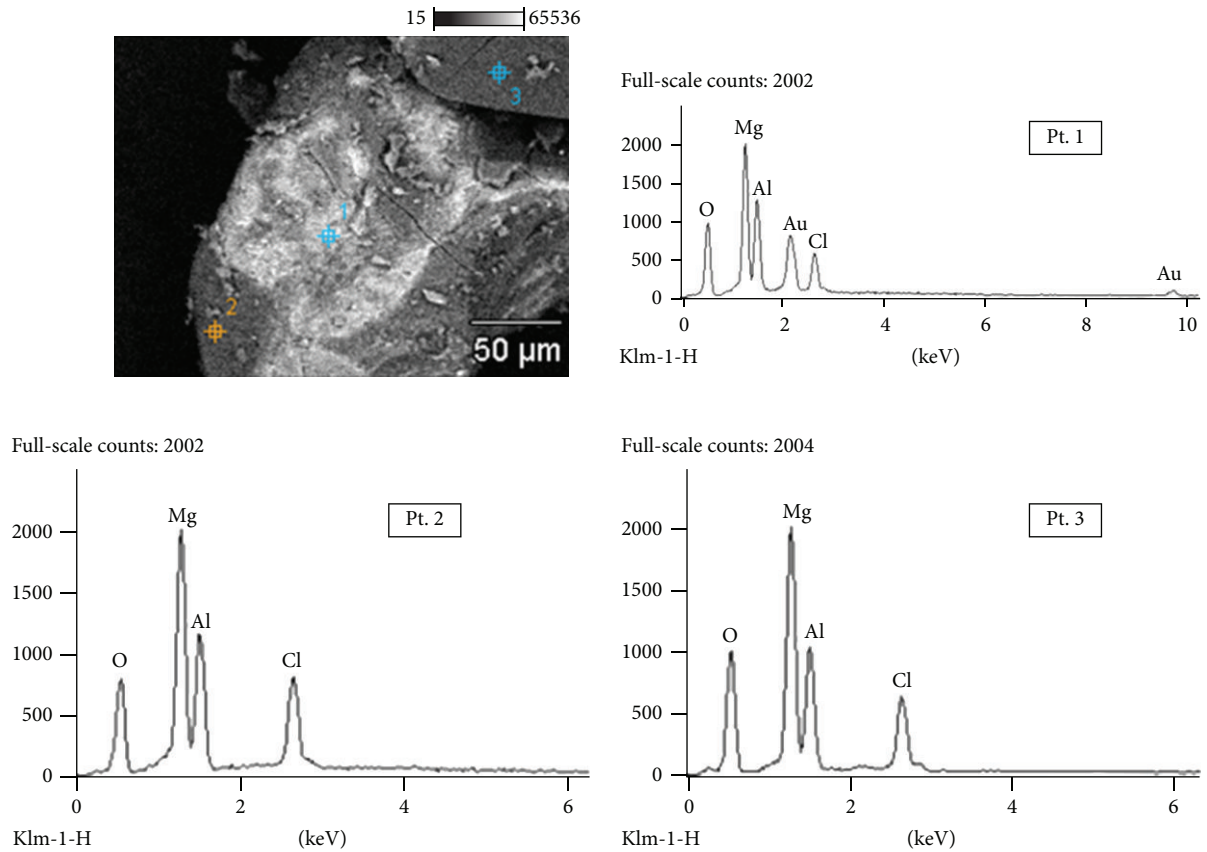 15 65536
1
2
3
50 µm
Full-scale counts: 2002
Pt. 1
2000
1500
1000
500
0
O
Mg
Al
Au
Cl
Au
0 2 4 6 8 10
Klm-1-H (keV)
Full-scale counts: 2002
Pt. 2
2000
1500
1000
500
0
O
Mg
Al
Cl
0 2 4 6
Klm-1-H (keV)
Full-scale counts: 2004
Pt. 3
2000
1500
1000
500
0
O
Mg
Al
Cl
0 2 4 6
Klm-1-H (keV)